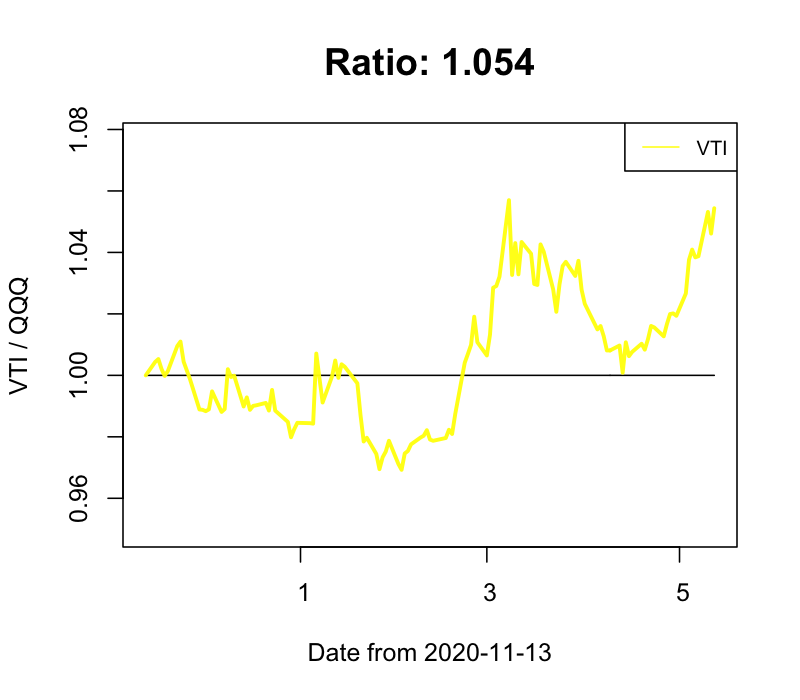 Ratio: 1.054
VTI
1.08
1.04
1.00
0.96
VTI / QQQ
1 3 5
Date from 2020-11-13